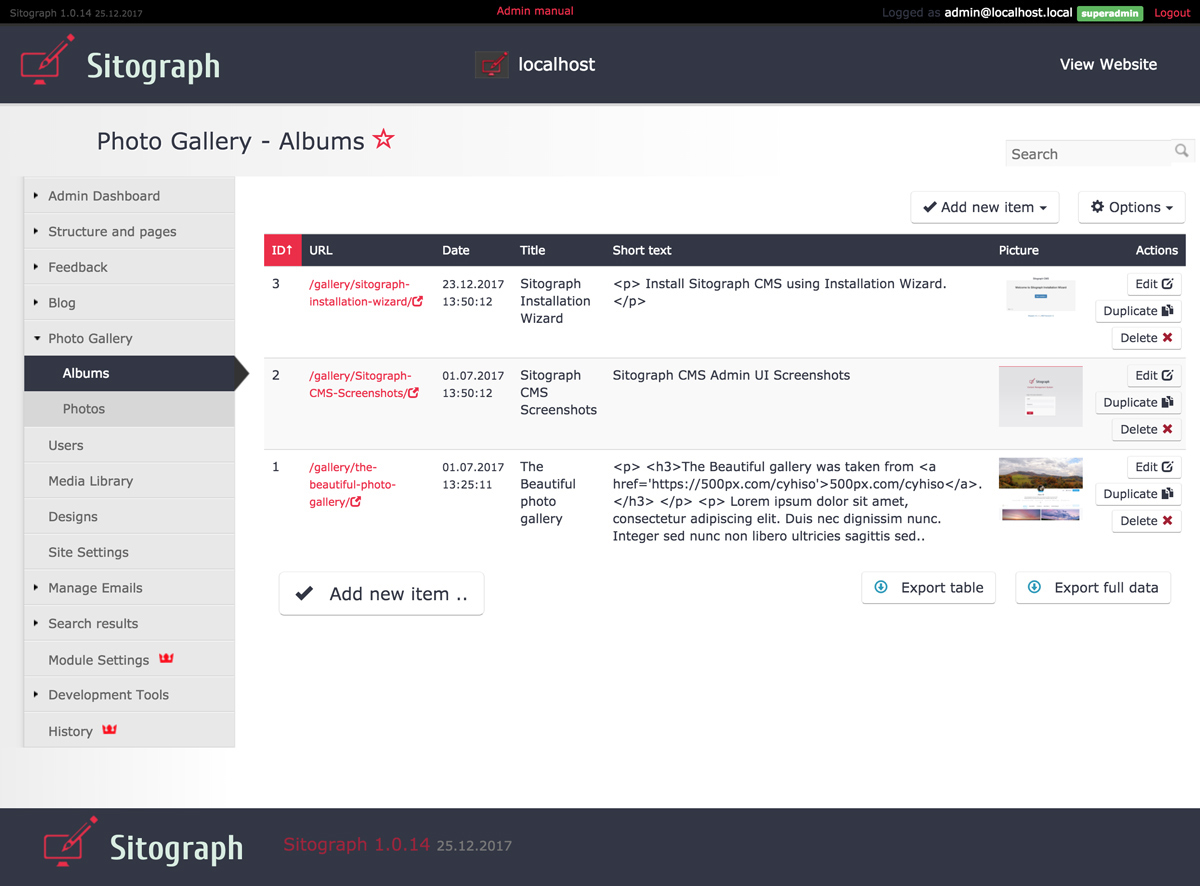 Sitograph 1.0.14 25.12.2017
Admin manual
Logged as admin@localhost.local superadmin Logout
Sitograph
localhost
View Website
Photo Gallery - Albums
Search
Admin Dashboard
Structure and pages
Feedback
Blog
Photo Gallery
Albums
Photos
Users
Media Library
Designs
Site Settings
Manage Emails
Search results
Module Settings
Development Tools
History
Add new item
Options
ID↑ URL Date Title Short text Picture Actions
3
/gallery/sitograph-
installation-wizard/
23.12.2017
13:50:12
Sitograph
Installation
Wizard
<p> Install Sitograph CMS using Installation Wizard.
</p>
Edit
Duplicate
Delete
2
/gallery/Sitograph-
CMS-Screenshots/
01.07.2017
13:50:12
Sitograph
CMS
Screenshots
Sitograph CMS Admin UI Screenshots
Sitograph
Edit
Duplicate
Delete
1
/gallery/the-
beautiful-photo-
gallery/
01.07.2017
13:25:11
The
Beautiful
photo
gallery
<p> <h3>The Beautiful gallery was taken from <a
href='https://500px.com/cyhiso'>500px.com/cyhiso</a>.
</h3> </p> <p> Lorem ipsum dolor sit amet,
consectetur adipiscing elit. Duis nec dignissim nunc.
Integer sed nunc non libero ultricies sagittis sed..
Edit
Duplicate
Delete
Add new item ..
Export table
Export full data
Sitograph
Sitograph 1.0.14 25.12.2017